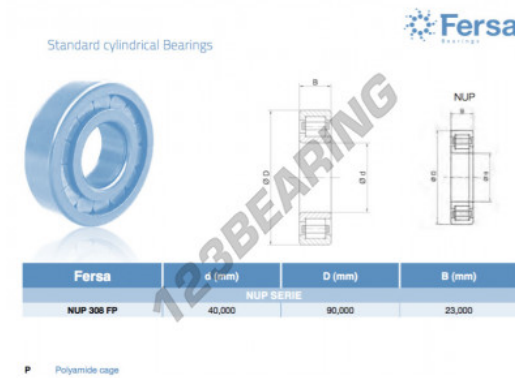 Fersa
Bearings
Standard cylindrical Bearings
B
NUP
B
Ø D
Ø d
Ø D
Ø d
123BEARING
Fersa d (mm) D (mm) B (mm)
NUP SERIE
NUP 308 FP 40,000 90,000 23,000
P Polyamide cage